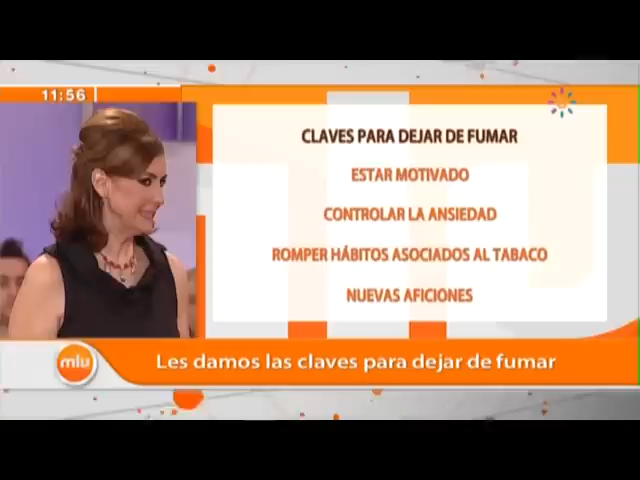 11:56
CLAVES PARA DEJAR DE FUMAR
ESTAR MOTIVADO
CONTROLAR LA ANSIEDAD
ROMPER HÁBITOS ASOCIADOS AL TABACO
NUEVAS AFICIONES
mlu
Les damos las claves para dejar de fumar